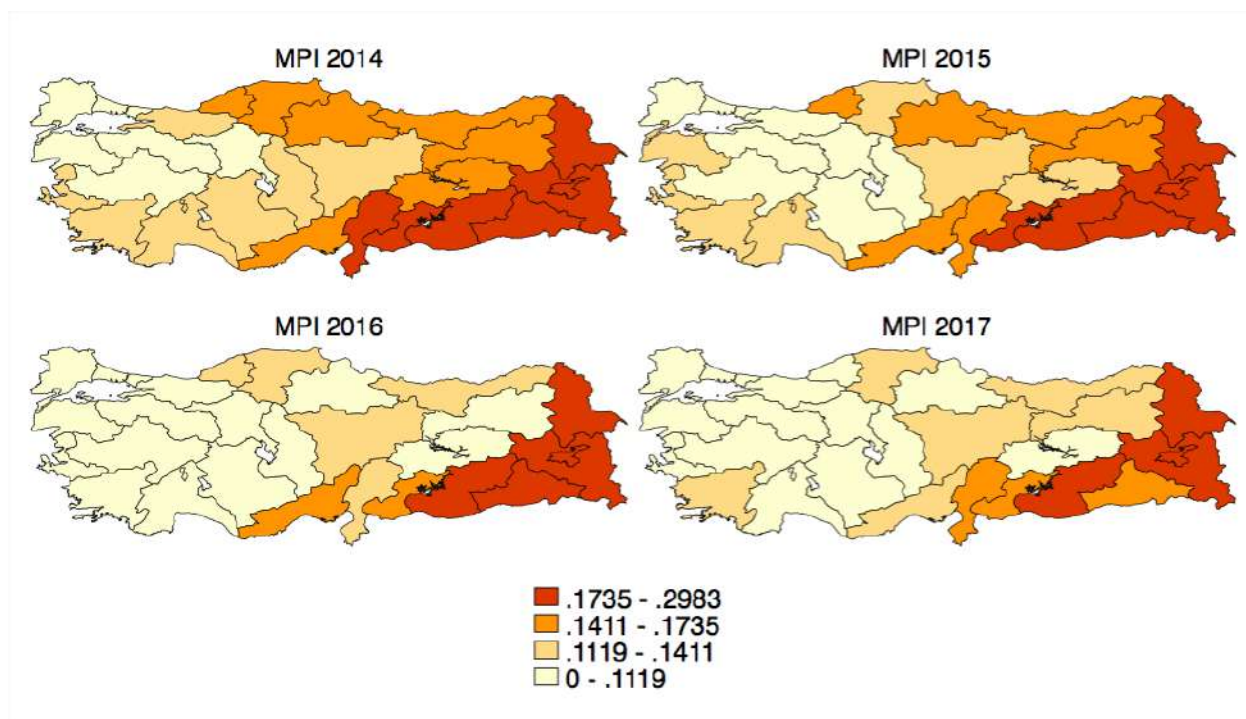 MPI 2014
MPI 2015
MPI 2016
MPI 2017
.1735 - .2983
.1411 - .1735
.1119 - .1411
0 - .1119